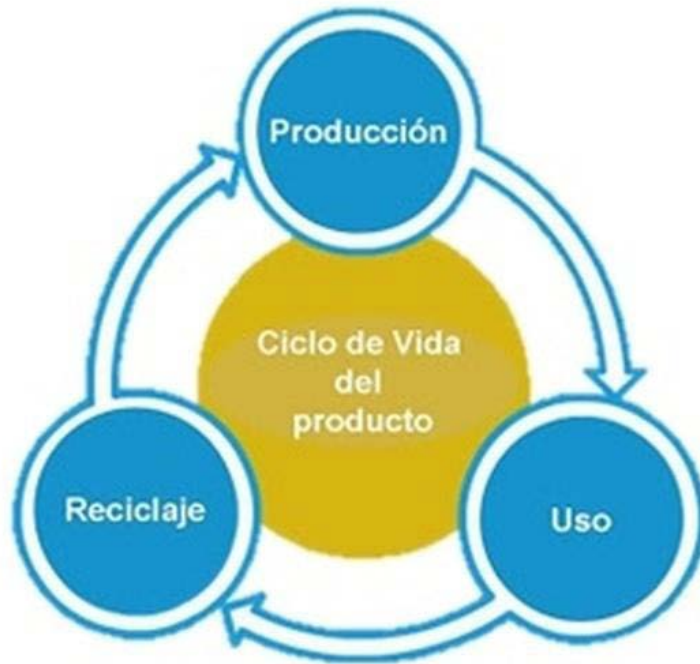 Producción
Ciclo de Vida
del
producto
Reciclaje
Uso